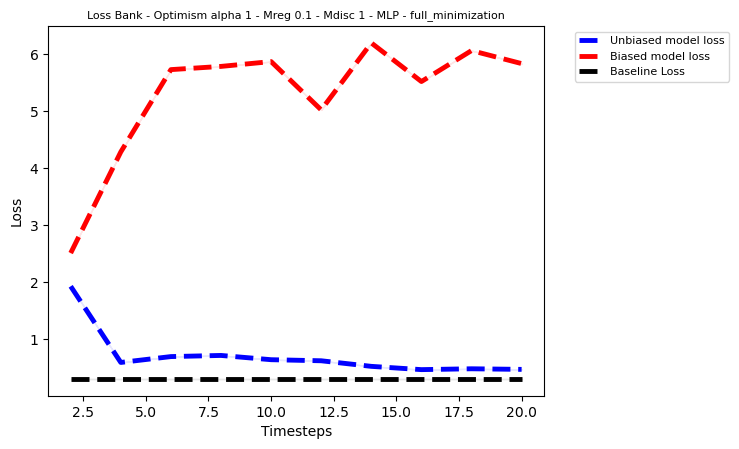 Loss Bank - Optimism alpha 1 - Mreg 0.1 - Mdisc 1 - MLP - full_minimization
Unbiased model loss
Biased model loss
Baseline Loss
Loss
6
5
4
3
2
1
2.5 5.0 7.5 10.0 12.5 15.0 17.5 20.0
Timesteps